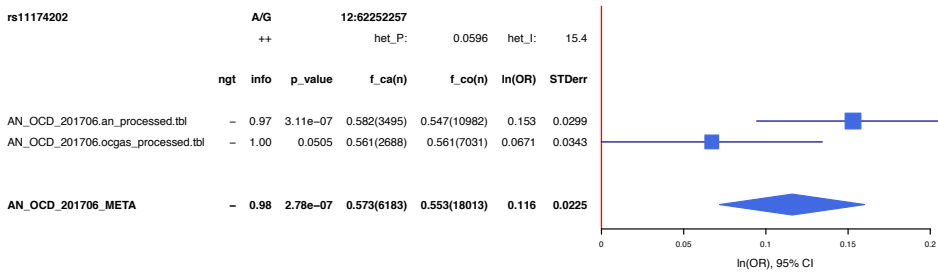 rs11174202 A/G 12:62252257
++ het_P: 0.0596 het_I: 15.4
ngt info p_value f_ca(n) f_co(n) ln(OR) STDerr
AN_OCD_201706.an_processed.tbl − 0.97 3.11e−07 0.582(3495) 0.547(10982) 0.153 0.0299
AN_OCD_201706.ocgas_processed.tbl − 1.00 0.0505 0.561(2688) 0.561(7031) 0.0671 0.0343
AN_OCD_201706_META − 0.98 2.78e−07 0.573(6183) 0.553(18013) 0.116 0.0225
0 0.05 0.1 0.15 0.2
ln(OR), 95% CI